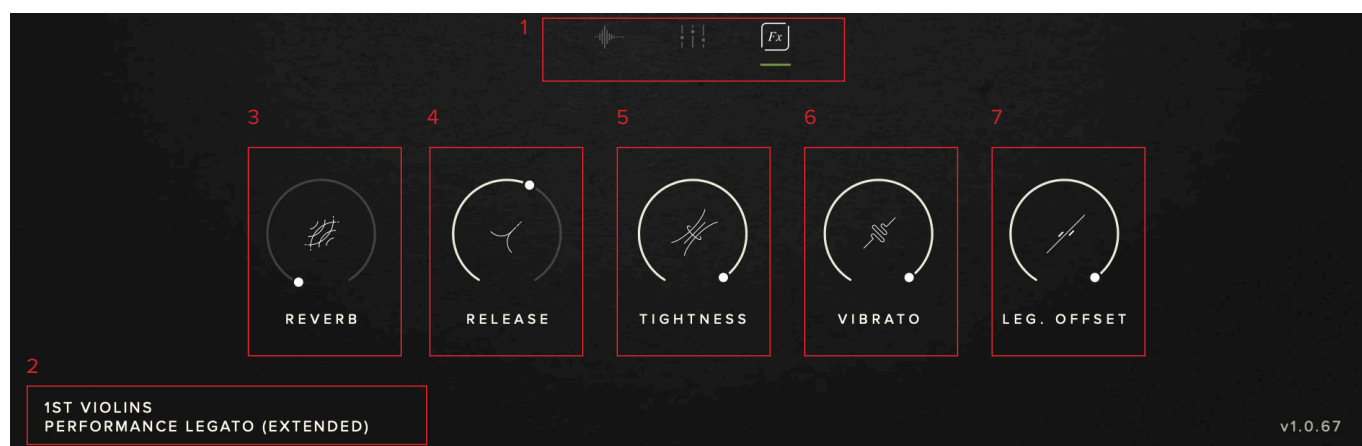 1
Fx
3
4
5
6
7
REVERB
RELEASE
TIGHTNESS
VIBRATO
LEG. OFFSET
2
1ST VIOLINS
PERFORMANCE LEGATO (EXTENDED)
v1.0.67